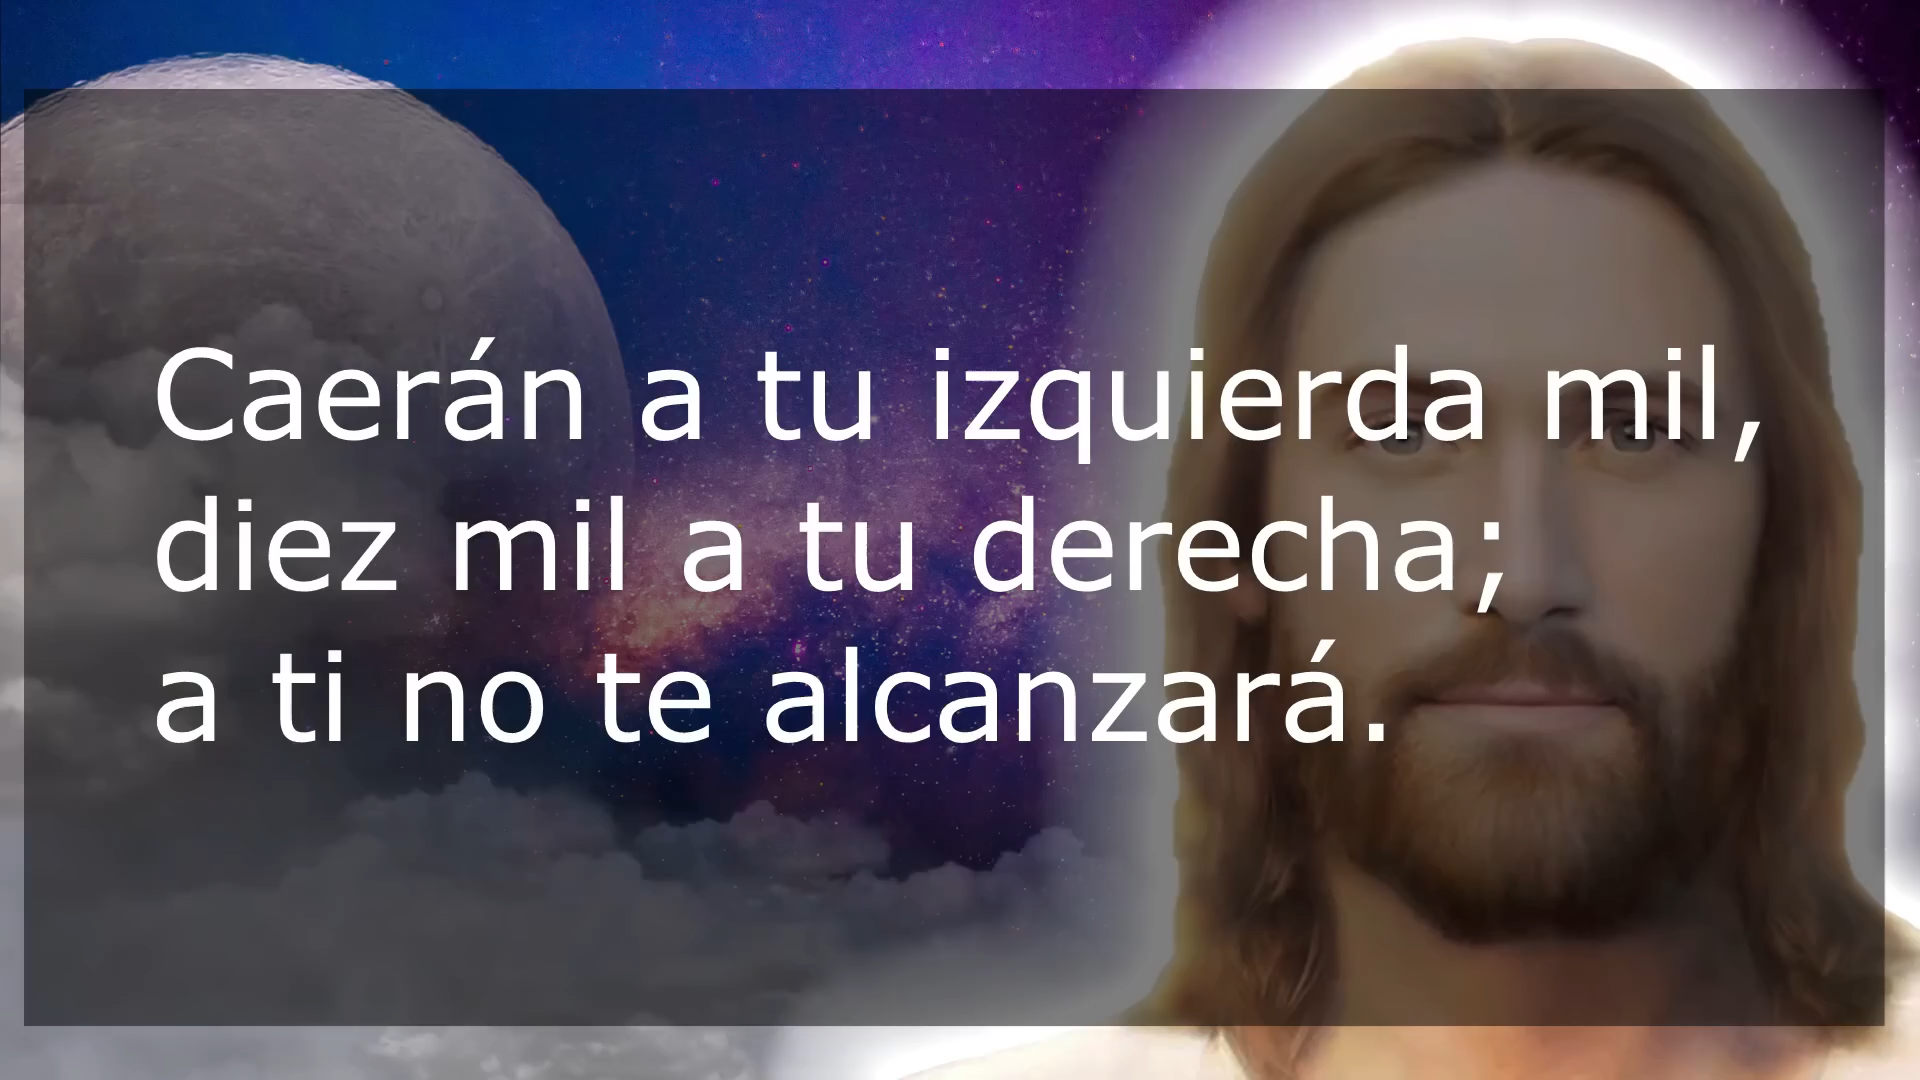 Caerán a tu izquierda mil,
diez mil a tu derecha;
a ti no te alcanzará.